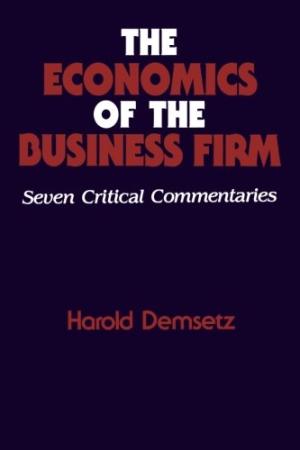 THE
ECONOMICS
OF THE
BUSINESS FIRM
Seven Critical Commentaries
Harold Demsetz